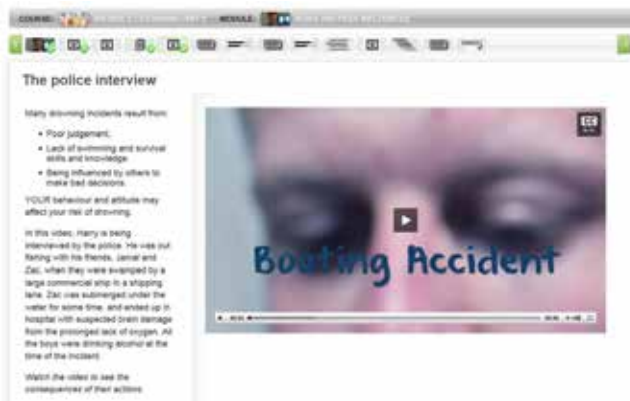 COURSE:
MODULE:
The police interview
Many drowning incidents result from:
• Poor judgement;
• Lack of swimming and survival
skills and knowledge
• Being influenced by others to
make bad decisions.
YOUR behaviour and attitude may
affect your risk of drowning.
In this video, Harry is being
interviewed by the police. He was out
fishing with his friends, and
Zac, when they were swamped by a
large commercial ship in a shipping
lane. Zac was submerged under the
water for some time, and ended up in
hospital with suspected brain damage
from the prolonged lack of oxygen. All
the boys were drinking alcohol at the
time of the incident.
Watch the video to see the
consequences of their actions.
CC
Boating Accident